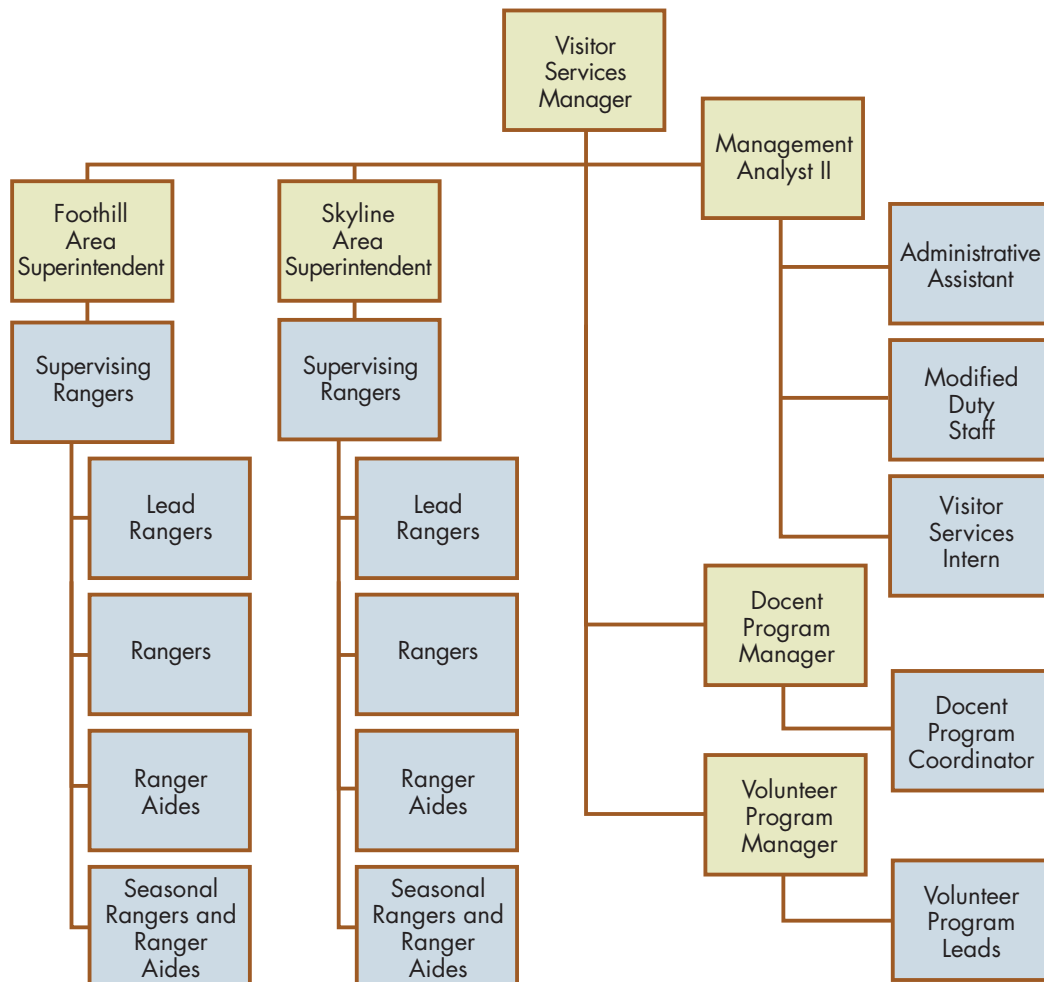 Visitor
Services
Manager
Management
Analyst II
Foothill
Area
Superintendent
Skyline
Area
Superintendent
Administrative
Assistant
Supervising
Rangers
Supervising
Rangers
Modified
Duty
Staff
Lead
Rangers
Lead
Rangers
Visitor
Services
Intern
Rangers
Rangers
Docent
Program
Manager
Docent
Program
Coordinator
Ranger
Aides
Ranger
Aides
Volunteer
Program
Manager
Seasonal
Rangers and
Ranger
Aides
Seasonal
Rangers and
Ranger
Aides
Volunteer
Program
Leads